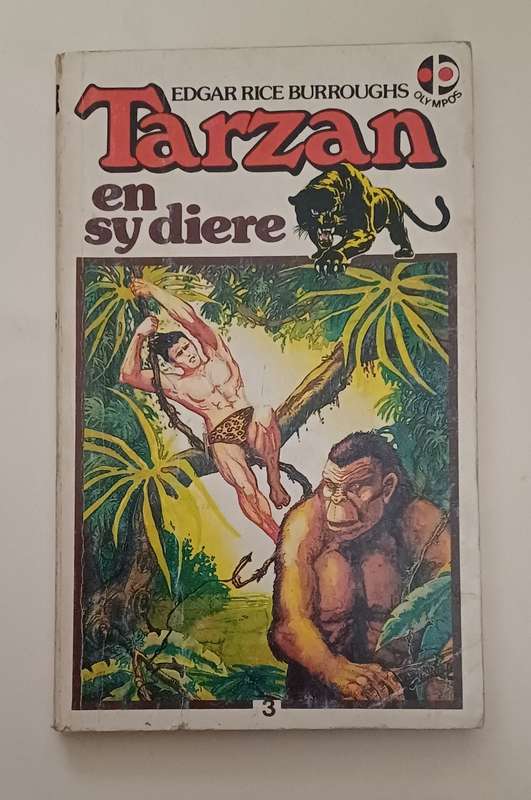 EDGAR RICE BURROUGHS
OLYMPOS
Tarzan
en
sy diere
3